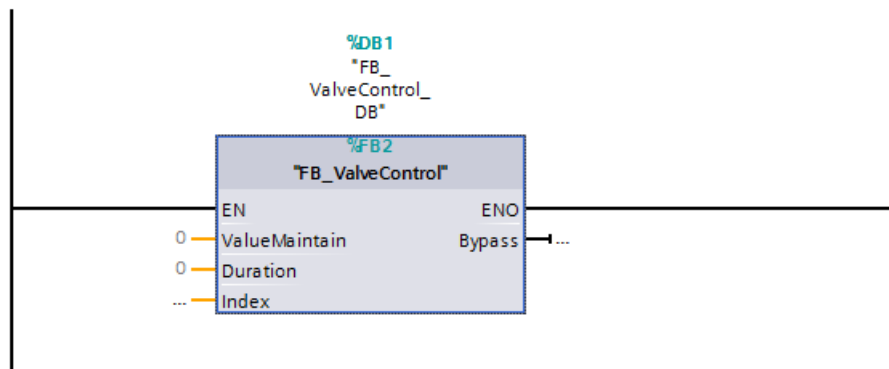 %DB1
"FB_
ValveControl_
DB"
%FB2
"FB_ValveControl"
EN ENO
0 ValueMaintain Bypass ...
0 Duration
... Index